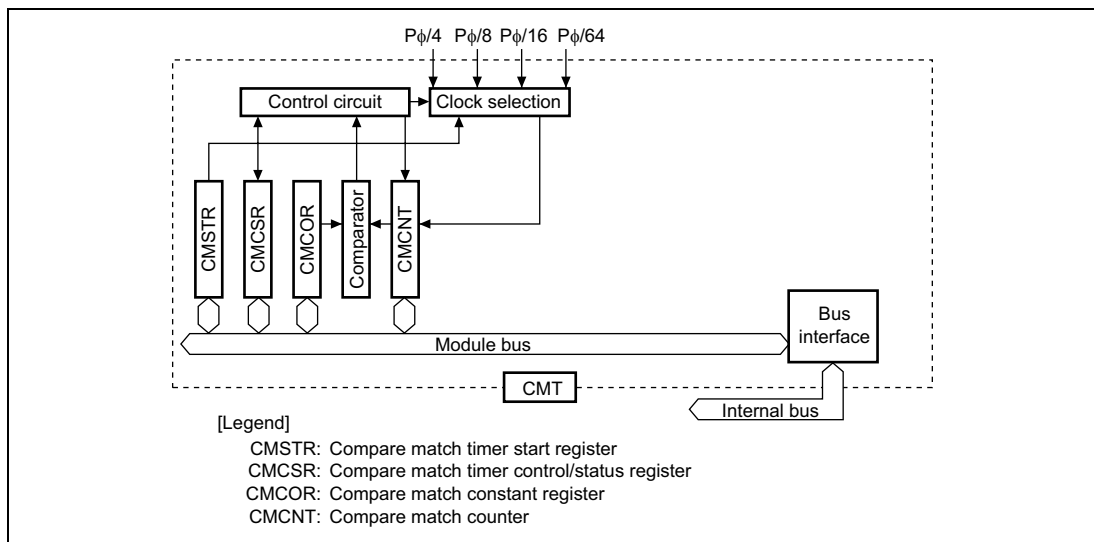 Pϕ/4 Pϕ/8 Pϕ/16 Pϕ/64
Control circuit
Clock selection
CMSTR
CMCSR
CMCOR
Comparator
CMCNT
Bus
interface
Module bus
CMT
Internal bus
[Legend]
CMSTR: Compare match timer start register
CMCSR: Compare match timer control/status register
CMCOR: Compare match constant register
CMCNT: Compare match counter